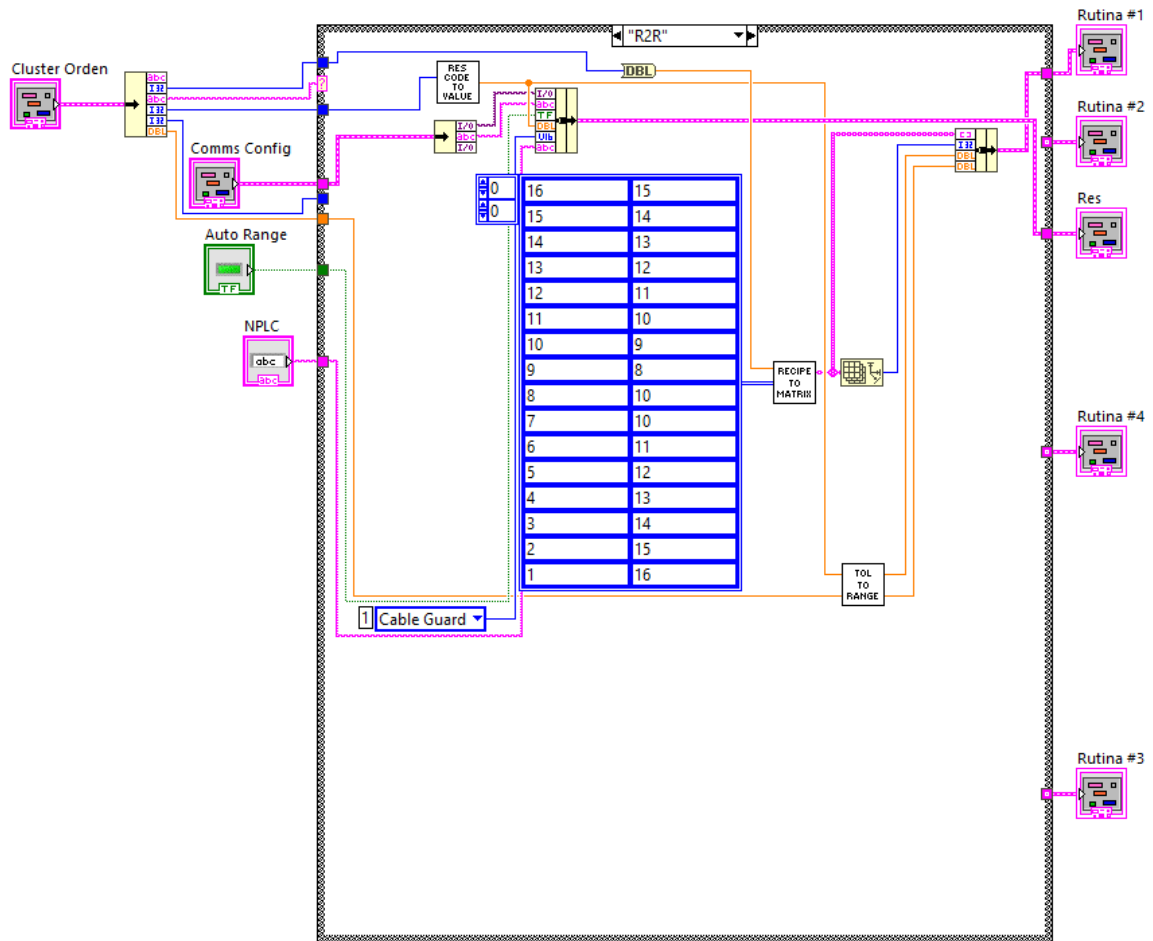 Rutina #1
"R2R"
Cluster Orden
abc
I32
abc
I32
I32
DBL
?
RES
CODE
TO
VALUE
DBL
I/O
abc
TF
DBL
U16
abc
I/O
abc
I/O
Rutina #2
[ ]
I32
DBL
DBL
Comms Config
Res
Auto Range
TF
NPLC
abc
abc
0
0
16 15
15 14
14 13
13 12
12 11
11 10
10 9
9 8
8 10
7 10
6 11
5 12
4 13
3 14
2 15
1 16
RECIPE
TO
MATRIX
Rutina #4
TOL
TO
RANGE
1 Cable Guard
Rutina #3